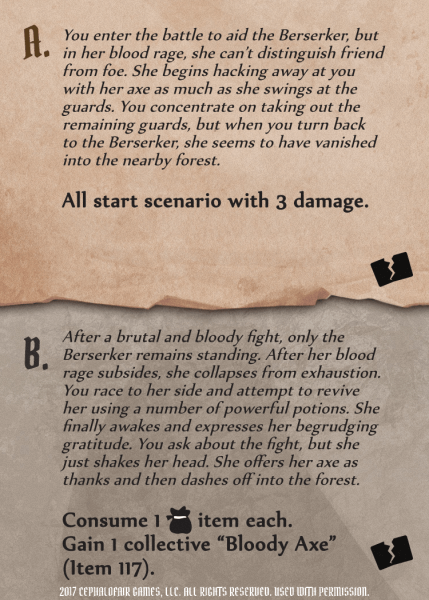 A. You enter the battle to aid the Berserker, but
in her blood rage, she can't distinguish friend
from foe. She begins hacking away at you
with her axe as much as she swings at the
guards. You concentrate on taking out the
remaining guards, but when you turn back
to the Berserker, she seems to have vanished
into the nearby forest.
All start scenario with 3 damage.
B. After a brutal and bloody fight, only the
Berserker remains standing. After her blood
rage subsides, she collapses from exhaustion.
You race to her side and attempt to revive
her using a number of powerful potions. She
finally awakes and expresses her begrudging
gratitude. You ask about the fight, but she
just shakes her head. She offers her axe as
thanks and then dashes off into the forest.
Consume 1 item each.
Gain 1 collective “Bloody Axe”
(Item 117).
2017 CEPHALOFAIR GAMES, LLC. ALL RIGHTS RESERVED. USED WITH PERMISSION.